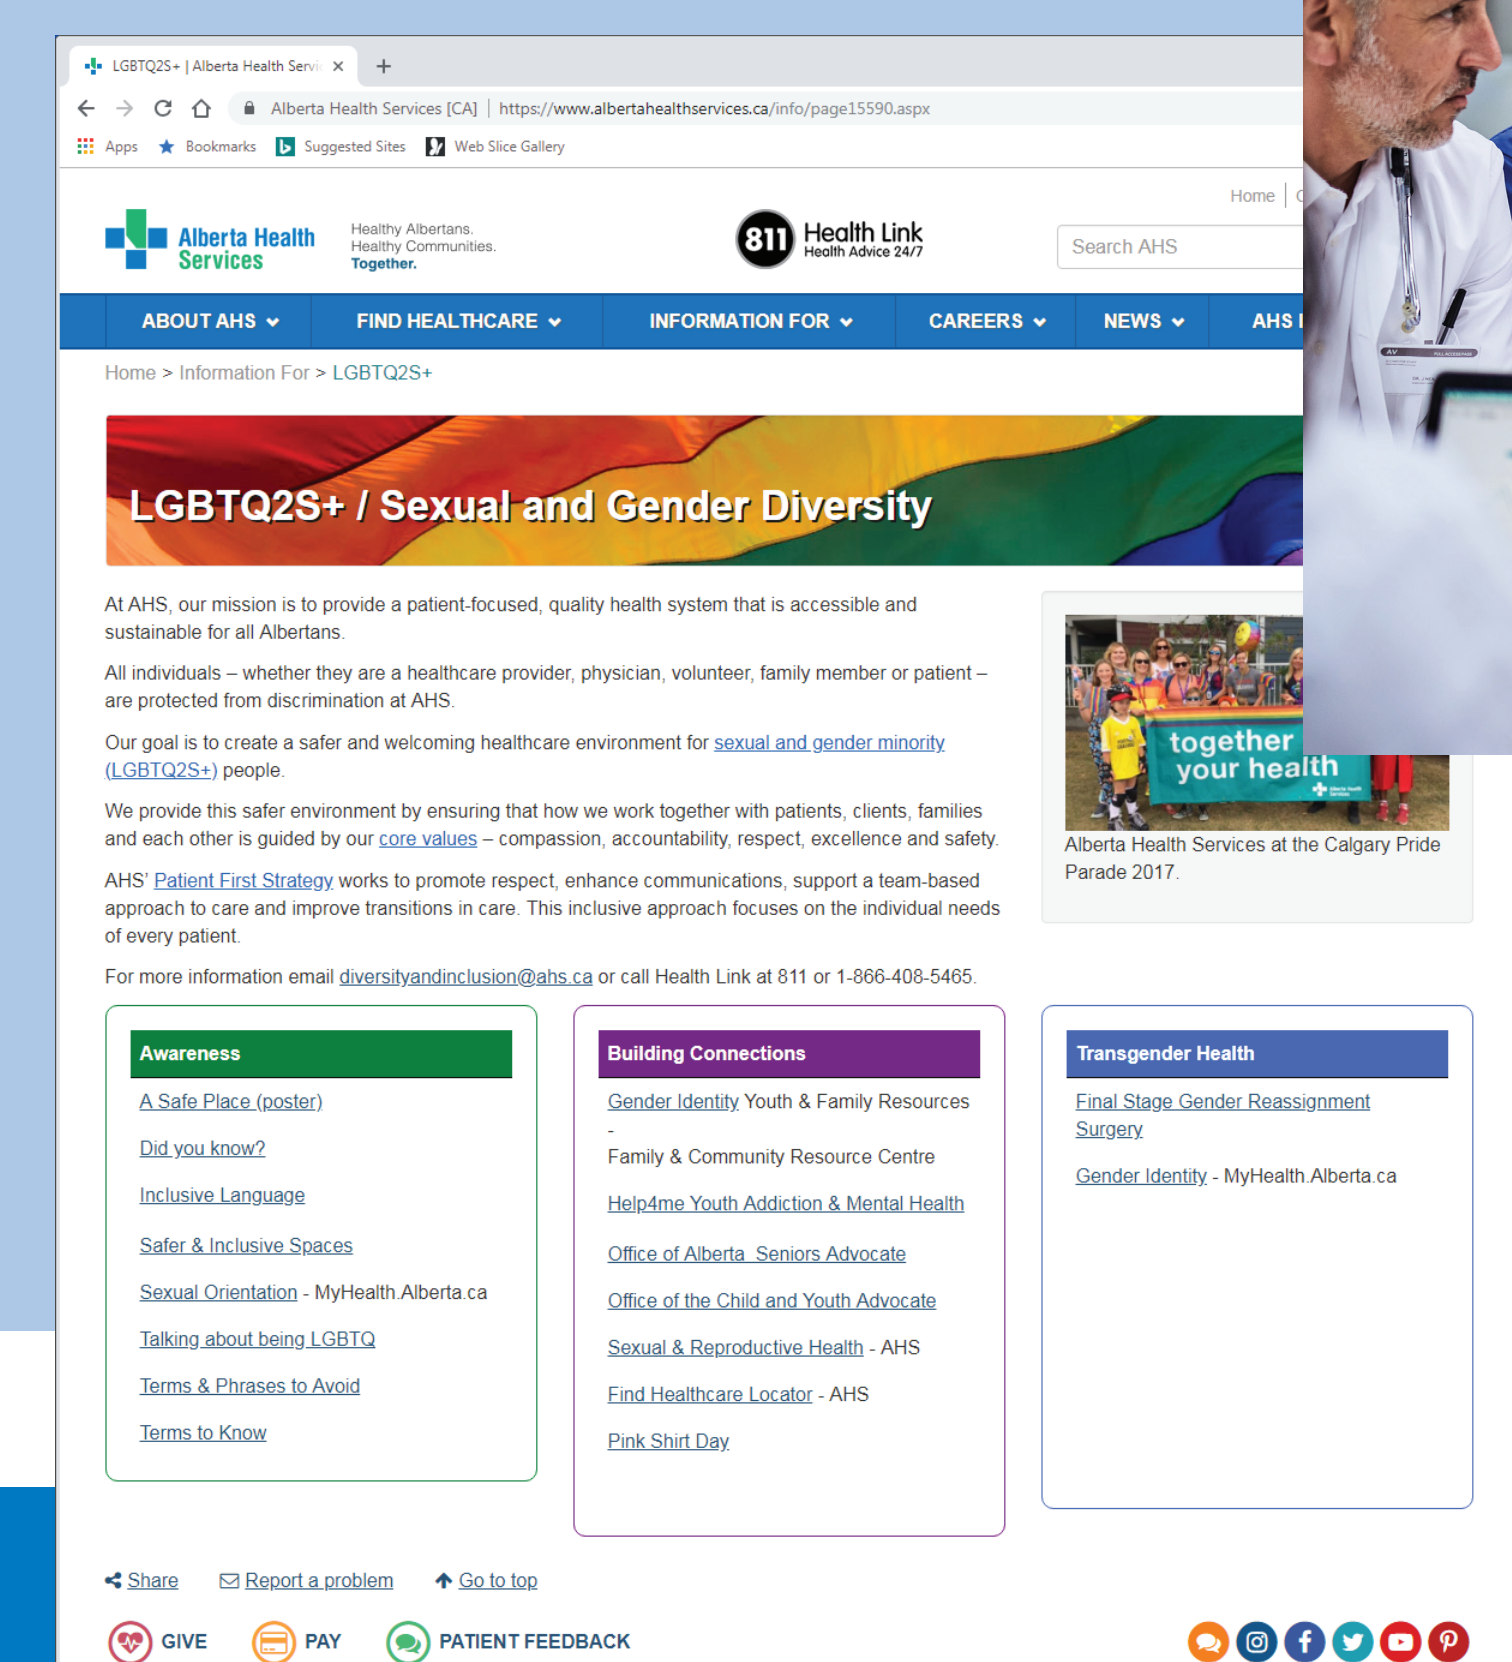 LGBTQ2S+ | Alberta Health Servi
Alberta Health Services [CA] | https://www.albertahealthservices.ca/info/page15590.aspx
Apps Bookmarks Suggested Sites Web Slice Gallery
Home
Alberta Health
Services
Healthy Albertans.
Healthy Communities.
Together.
811 Health Link
Health Advice 24/7
Search AHS
ABOUT AHS FIND HEALTHCARE INFORMATION FOR CAREERS NEWS AHS
Home > Information For > LGBTQ2S+
LGBTQ2S+ / Sexual and Gender Diversity
At AHS, our mission is to provide a patient-focused, quality health system that is accessible and
sustainable for all Albertans.
All individuals – whether they are a healthcare provider, physician, volunteer, family member or patient –
are protected from discrimination at AHS.
Our goal is to create a safer and welcoming healthcare environment for sexual and gender minority
(LGBTQ2S+) people.
We provide this safer environment by ensuring that how we work together with patients, clients, families
and each other is guided by our core values – compassion, accountability, respect, excellence and safety.
AHS’ Patient First Strategy works to promote respect, enhance communications, support a team-based
approach to care and improve transitions in care. This inclusive approach focuses on the individual needs
of every patient.
For more information email diversityandinclusion@ahs.ca or call Health Link at 811 or 1-866-408-5465.
together
your health
Alberta Health Services
Alberta Health Services at the Calgary Pride
Parade 2017.
Awareness
A Safe Place (poster)
Did you know?
Inclusive Language
Safer & Inclusive Spaces
Sexual Orientation - MyHealth.Alberta.ca
Talking about being LGBTQ
Terms & Phrases to Avoid
Terms to Know
Building Connections
Gender Identity Youth & Family Resources
-
Family & Community Resource Centre
Help4me Youth Addiction & Mental Health
Office of Alberta Seniors Advocate
Office of the Child and Youth Advocate
Sexual & Reproductive Health - AHS
Find Healthcare Locator - AHS
Pink Shirt Day
Transgender Health
Final Stage Gender Reassignment
Surgery
Gender Identity - MyHealth.Alberta.ca
Share Report a problem Go to top
GIVE PAY PATIENT FEEDBACK
AV FULL ACCESS PASS